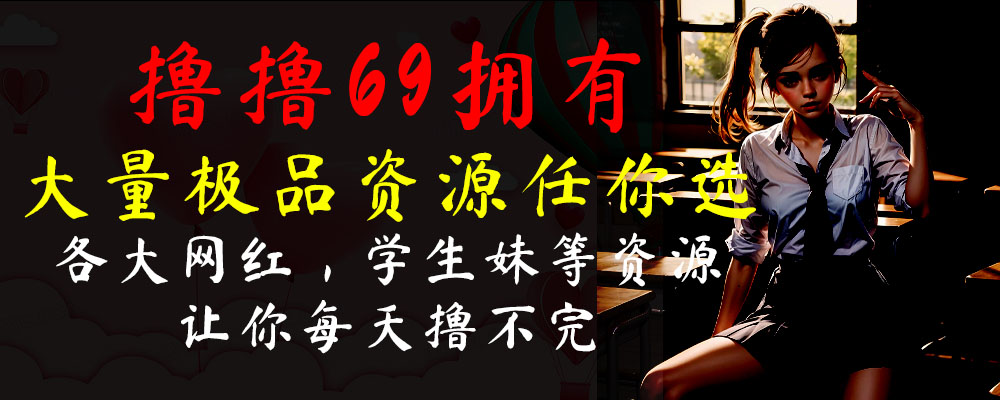 撸撸69拥有
大量极品资源任你选
各大网红，学生妹等资源
让你每天撸不完